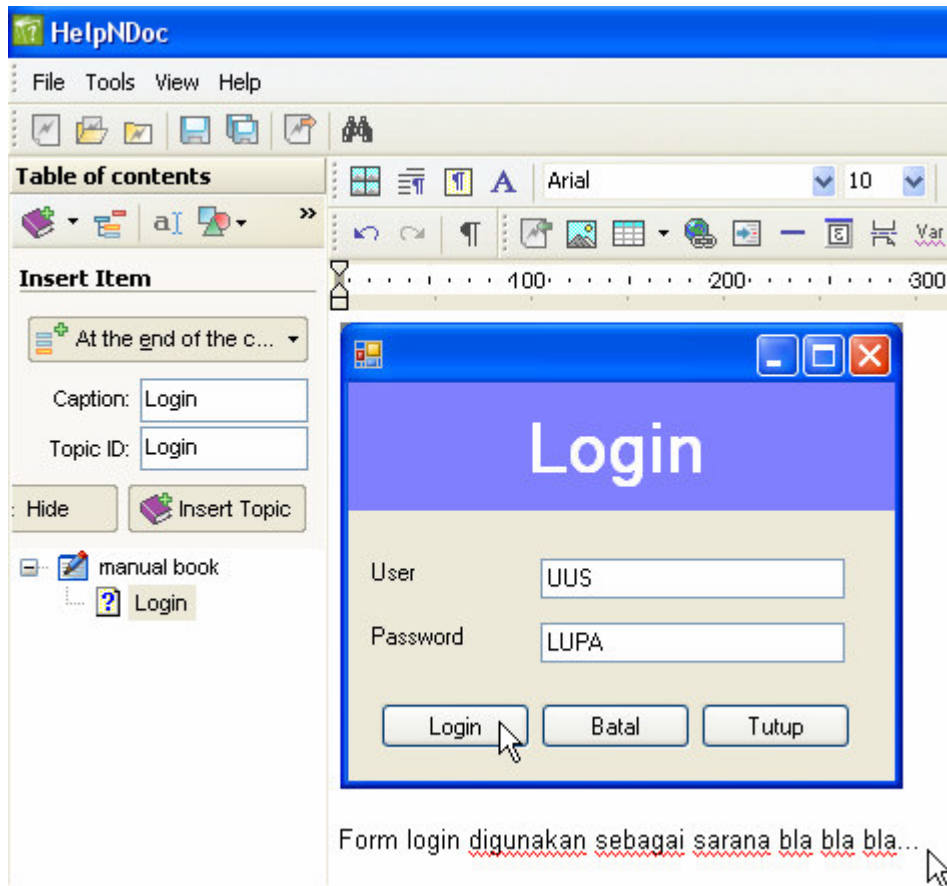 HelpNDoc
File Tools View Help
Table of contents
Arial 10
Var
Insert Item
100 200 300
At the end of the c...
Caption: Login
Topic ID: Login
Hide Insert Topic
manual book
Login
Login
User UUS
Password LUPA
Login Batal Tutup
Form login digunakan sebagai sarana bla bla bla...